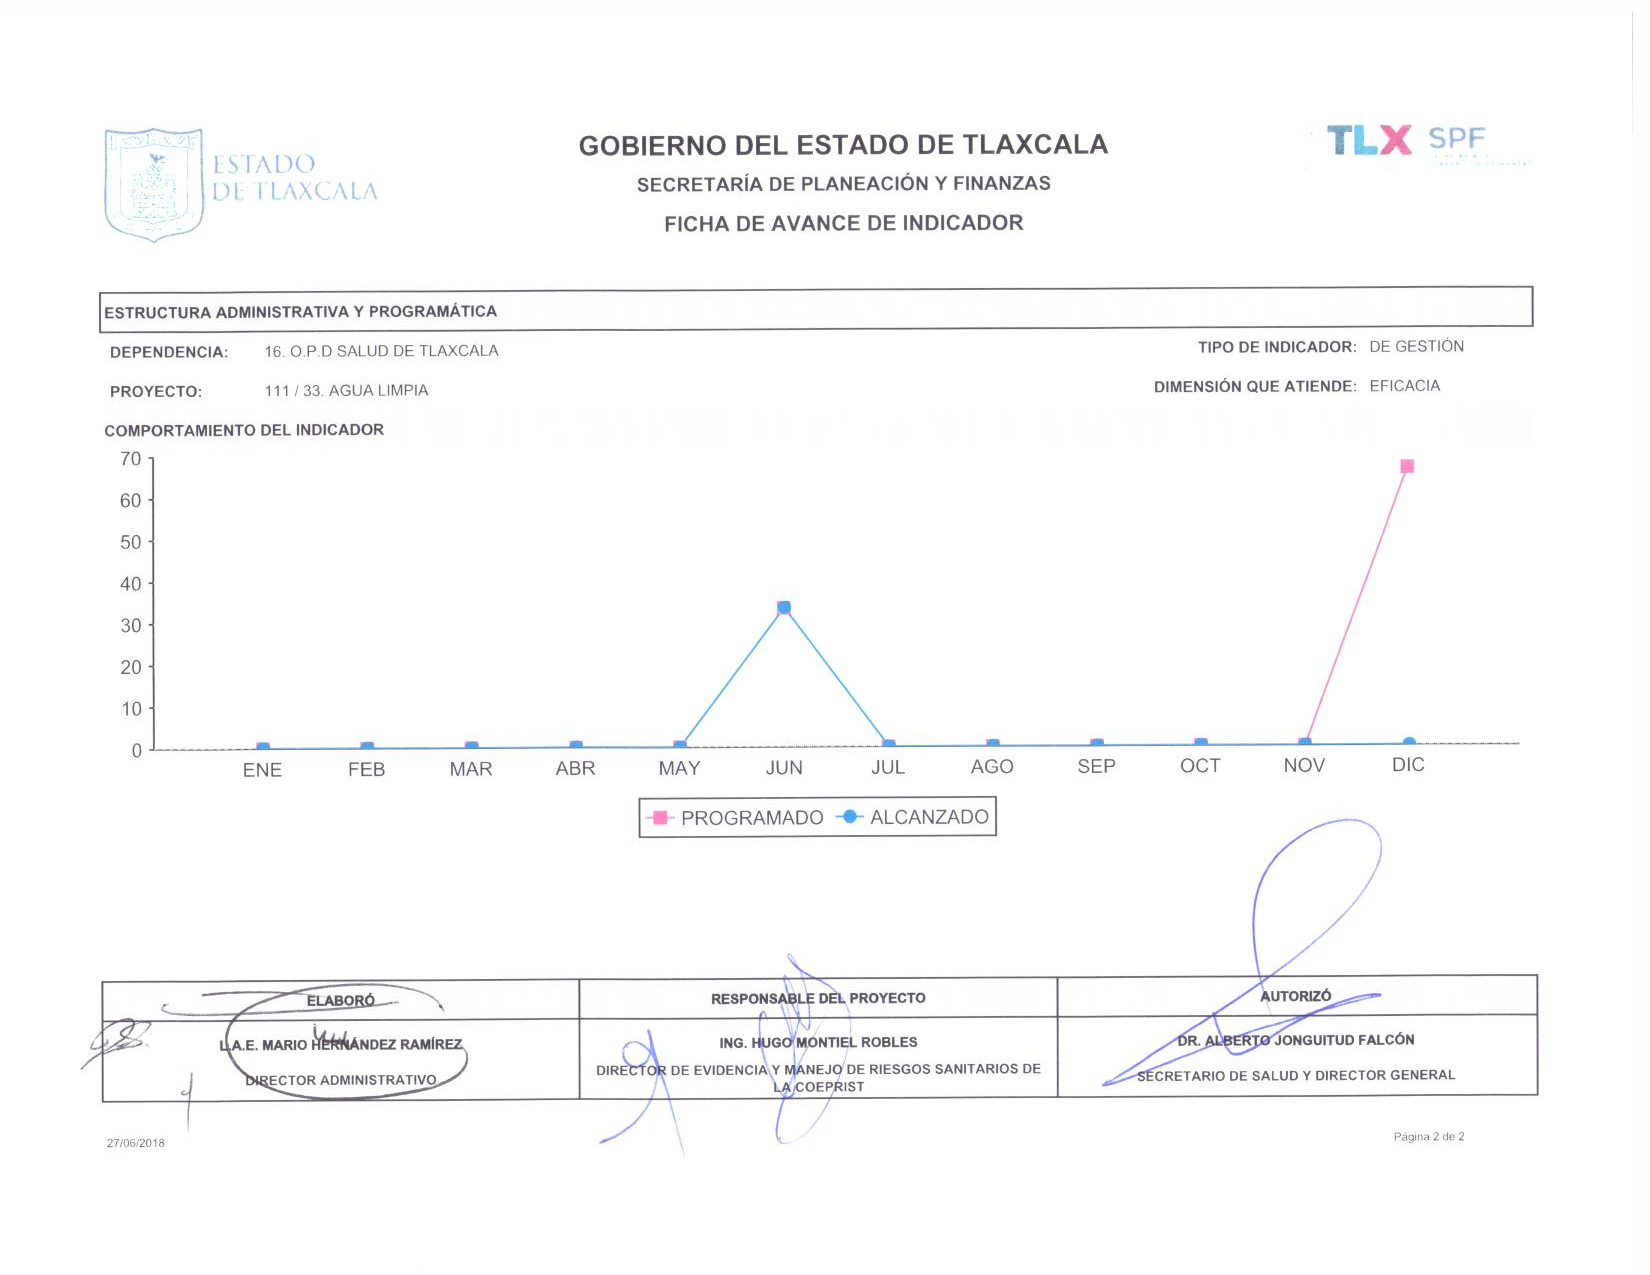 ESTADO
DE TLAXCALA
GOBIERNO DEL ESTADO DE TLAXCALA
SECRETARÍA DE PLANEACIÓN Y FINANZAS
FICHA DE AVANCE DE INDICADOR
TLX SPF
ESTRUCTURA ADMINISTRATIVA Y PROGRAMÁTICA
DEPENDENCIA: 16. O.P.D SALUD DE TLAXCALA
TIPO DE INDICADOR: DE GESTIÓN
PROYECTO: 111 / 33. AGUA LIMPIA
DIMENSIÓN QUE ATIENDE: EFICACIA
COMPORTAMIENTO DEL INDICADOR
70
60
50
40
30
20
10
0
ENE FEB MAR ABR MAY JUN JUL AGO SEP OCT NOV DIC
PROGRAMADO ALCANZADO
ELABORÓ
L.A.E. MARIO HERNÁNDEZ RAMÍREZ
DIRECTOR ADMINISTRATIVO
RESPONSABLE DEL PROYECTO
ING. HUGO MONTIEL ROBLES
DIRECTOR DE EVIDENCIA Y MANEJO DE RIESGOS SANITARIOS DE
LA COEPRIST
AUTORIZÓ
DR. ALBERTO JONGUITUD FALCÓN
SECRETARIO DE SALUD Y DIRECTOR GENERAL
27/06/2018
Página 2 de 2